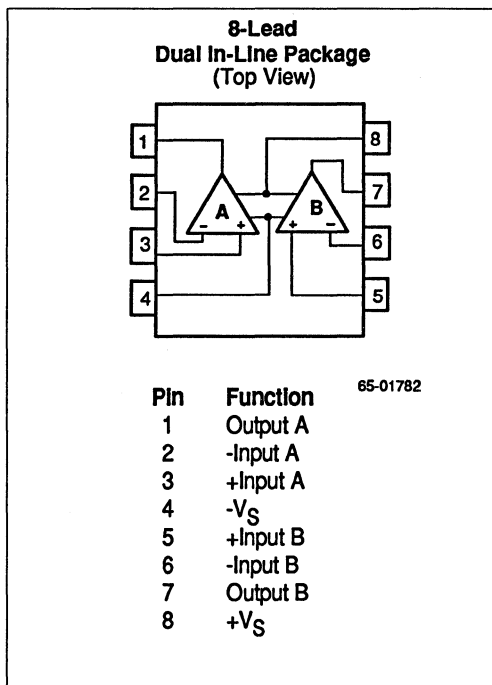 8-Lead
Dual In-Line Package
(Top View)
1
8
2
7
A
B
- +
+ -
3
6
4
5
65-01782
Pin Function
1 Output A
2 -Input A
3 +Input A
4 -VS
5 +Input B
6 -Input B
7 Output B
8 +VS